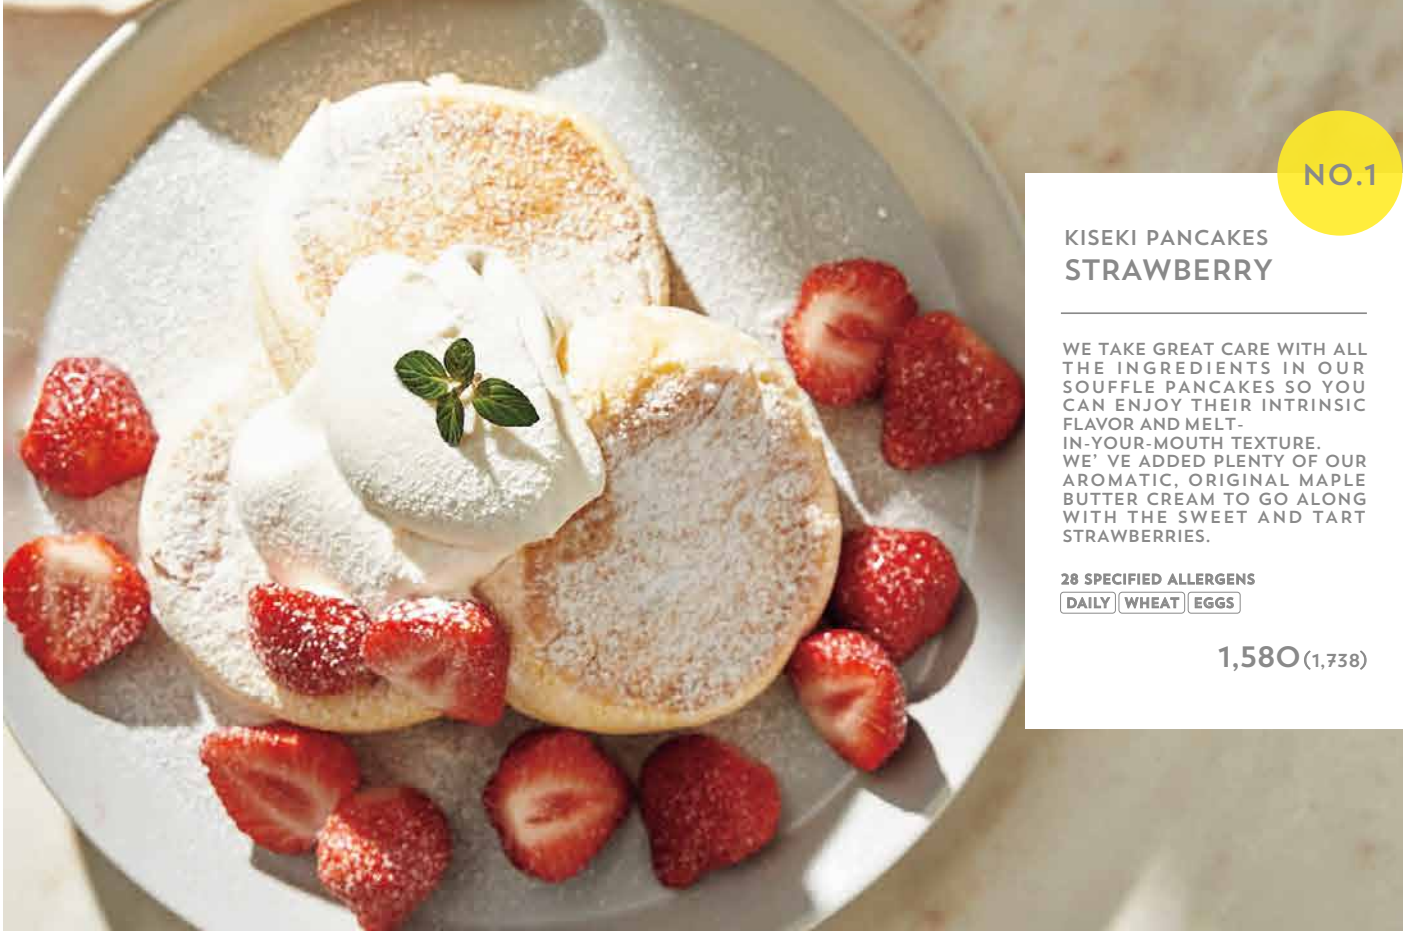 NO.1
KISEKI PANCAKES
STRAWBERRY
WE TAKE GREAT CARE WITH ALL
THE INGREDIENTS IN OUR
SOUFFLE PANCAKES SO YOU
CAN ENJOY THEIR INTRINSIC
FLAVOR AND MELT-
IN-YOUR-MOUTH TEXTURE.
WE' VE ADDED PLENTY OF OUR
AROMATIC, ORIGINAL MAPLE
BUTTER CREAM TO GO ALONG
WITH THE SWEET AND TART
STRAWBERRIES.
28 SPECIFIED ALLERGENS
DAILY WHEAT EGGS
1,580 (1,738)